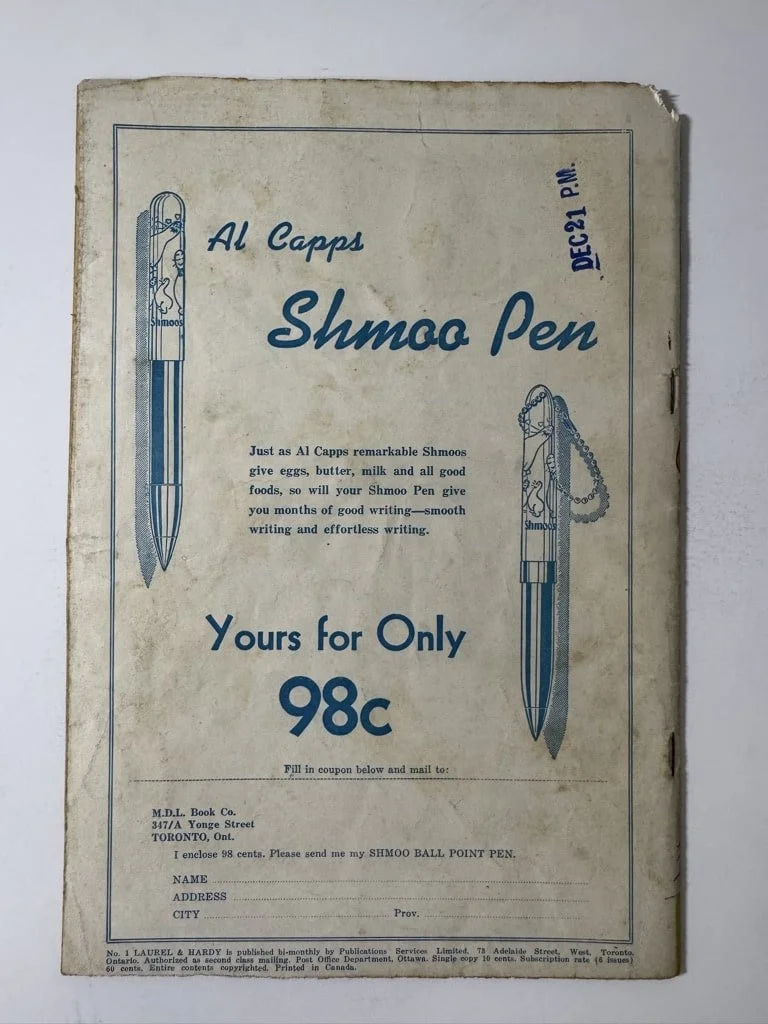 DEC 21 P.M.
Al Capps
Shmoo Pen
Shmoos
Just as Al Capps remarkable Shmoos
give eggs, butter, milk and all good
foods, so will your Shmoo Pen give
you months of good writing—smooth
writing and effortless writing.
Shmoos
Yours for Only
98c
Fill in coupon below and mail to:
M.D.L. Book Co.
347/A Yonge Street
TORONTO, Ont.
I enclose 98 cents. Please send me my SHMOO BALL POINT PEN.
NAME
ADDRESS
CITY Prov.
No. 1 LAUREL & HARDY is published bi-monthly by Publications Services Limited. 75 Adelaide Street, West, Toronto.
Ontario. Authorized as second class mailing. Post Office Department, Ottawa. Single copy 10 cents. Subscription rate (6 issues)
60 cents. Entire contents copyrighted. Printed in Canada.